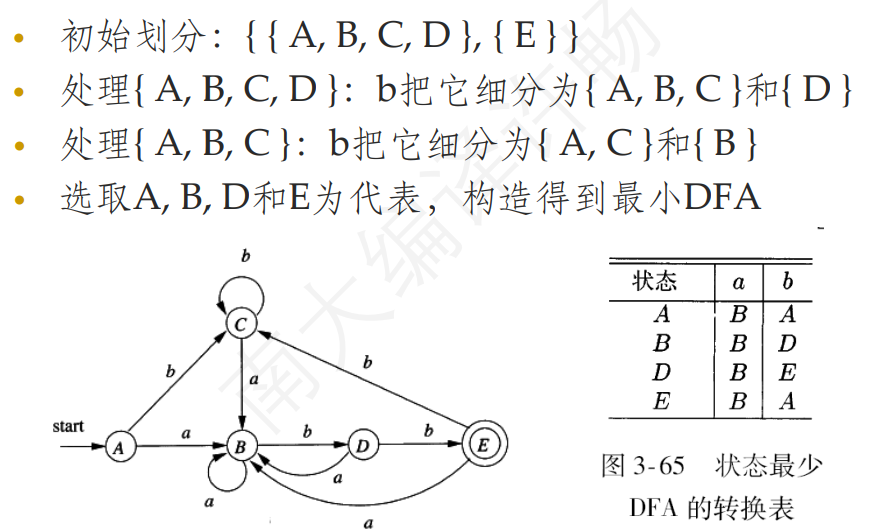 • 初始划分：{ { A, B, C, D }, { E } }
• 处理{ A, B, C, D }：b把它细分为{ A, B, C }和{ D }
• 处理{ A, B, C }：b把它细分为{ A, C }和{ B }
• 选取A, B, D和E为代表，构造得到最小DFA
南大编译许畅
b
C
b
a
b
start
A
a
B
b
D
b
E
a
a
a
状态 a b
A B A
B B D
D B E
E B A
图 3-65 状态最少
DFA 的转换表